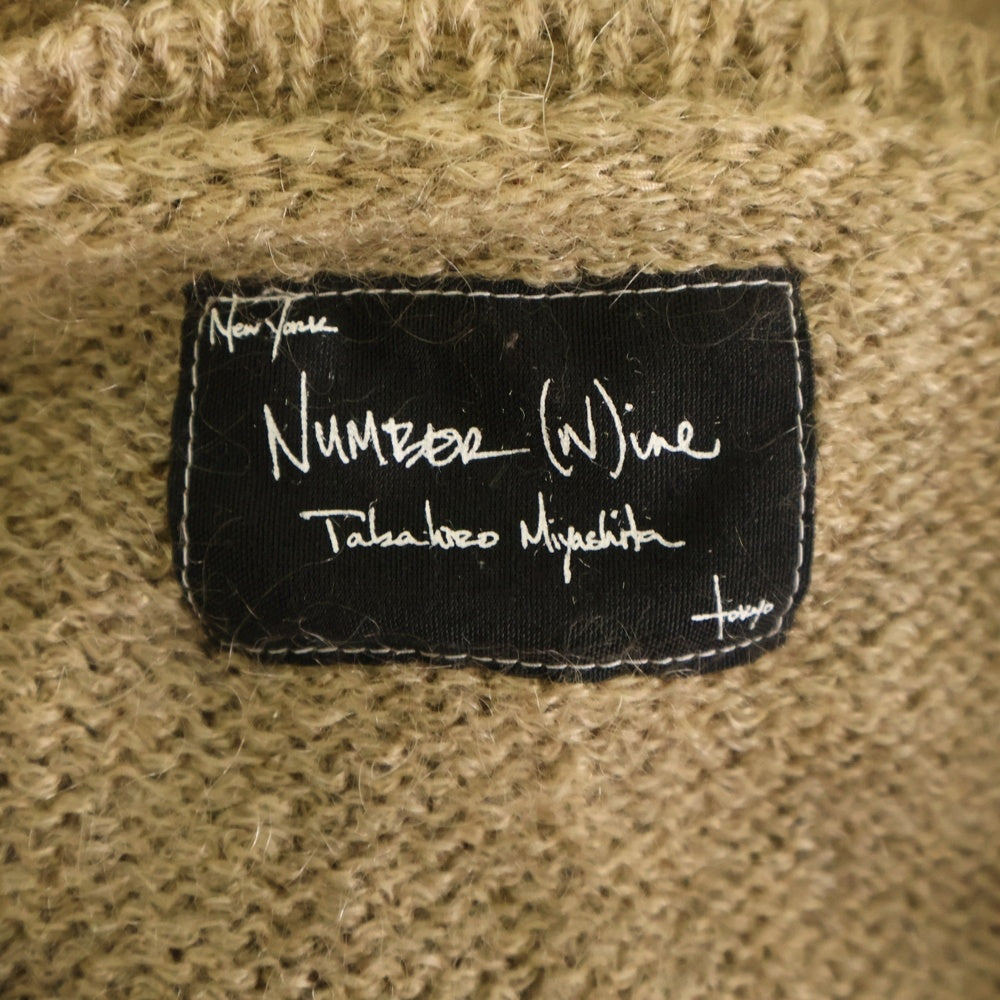 New York
NUMBER (N)ine
Takahiro Miyashita
tokyo